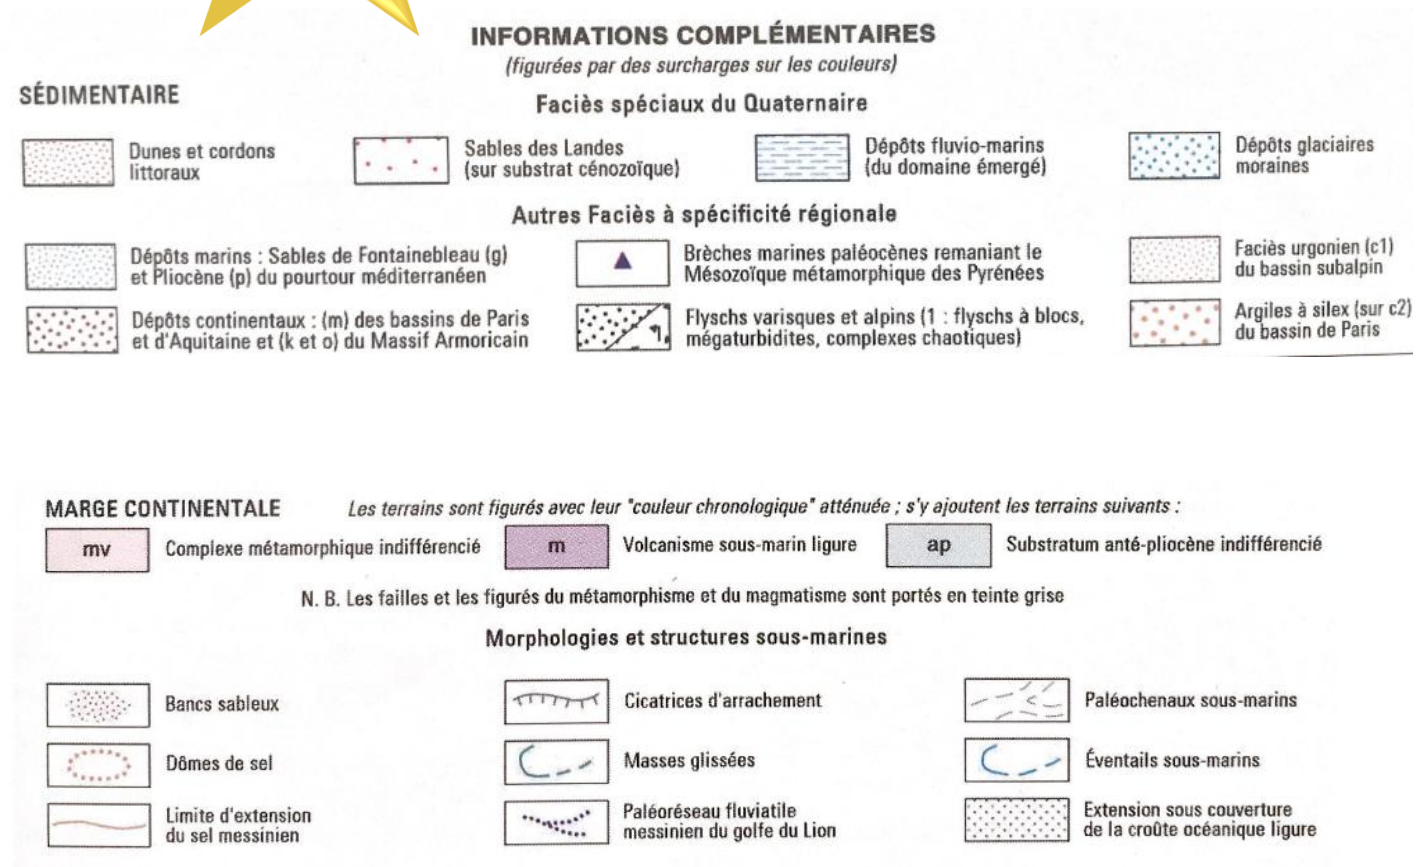 INFORMATIONS COMPLÉMENTAIRES
(figurées par des surcharges sur les couleurs)
SÉDIMENTAIRE
Faciès spéciaux du Quaternaire
Dunes et cordons
littoraux
Sables des Landes
(sur substrat cénozoïque)
Dépôts fluvio-marins
(du domaine émergé)
Dépôts glaciaires
moraines
Autres Faciès à spécificité régionale
Dépôts marins : Sables de Fontainebleau (g)
et Pliocène (p) du pourtour méditerranéen
Brèches marines paléocènes remaniant le
Mésozoïque métamorphique des Pyrénées
Faciès urgonien (c1)
du bassin subalpin
Dépôts continentaux : (m) des bassins de Paris
et d'Aquitaine et (k et o) du Massif Armoricain
1
Flyschs varisques et alpins (1 : flyschs à blocs,
mégaturbidites, complexes chaotiques)
Argiles à silex (sur c2)
du bassin de Paris
MARGE CONTINENTALE
Les terrains sont figurés avec leur "couleur chronologique" atténuée ; s'y ajoutent les terrains suivants :
mv
Complexe métamorphique indifférencié
m
Volcanisme sous-marin ligure
ap
Substratum anté-pliocène indifférencié
N. B. Les failles et les figurés du métamorphisme et du magmatisme sont portés en teinte grise
Morphologies et structures sous-marines
Bancs sableux
Cicatrices d'arrachement
Paléochenaux sous-marins
Dômes de sel
Masses glissées
Éventails sous-marins
Limite d'extension
du sel messinien
Paléoréseau fluviatile
messinien du golfe du Lion
Extension sous couverture
de la croûte océanique ligure